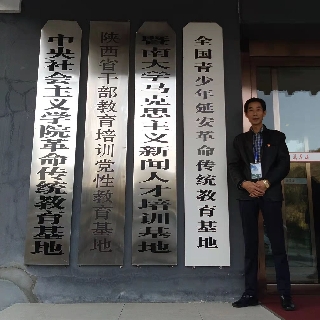 中央社会主义学院革命传统教育基地
陕西省干部教育培训党性教育基地
暨南大学马克思主义新闻人才培训基地
全国青少年延安革命传统教育基地